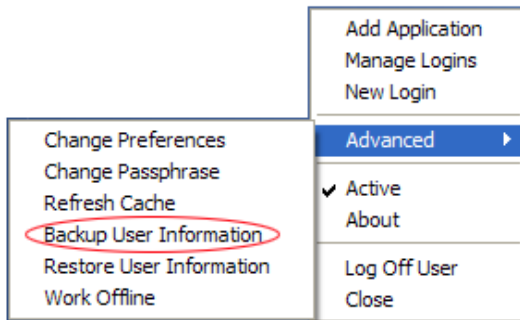 Add Application
Manage Logins
New Login
Advanced
Active
About
Log Off User
Close
Change Preferences
Change Passphrase
Refresh Cache
Backup User Information
Restore User Information
Work Offline